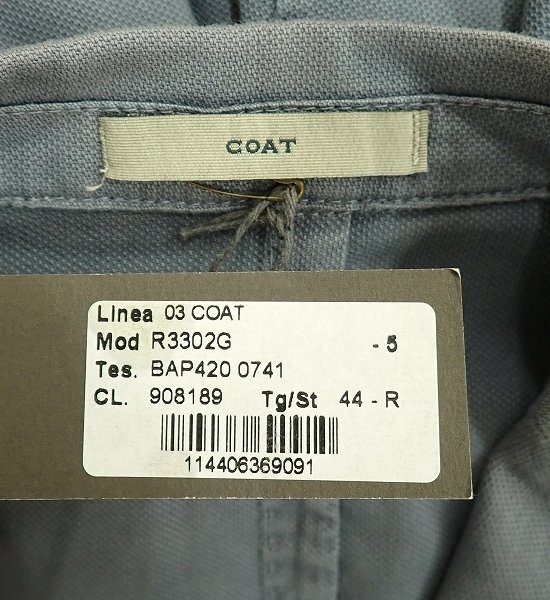 COAT
Linea 03 COAT
Mod R3302G - 5
Tes. BAP420 0741
CL. 908189 Tg/St 44 - R
114406369091